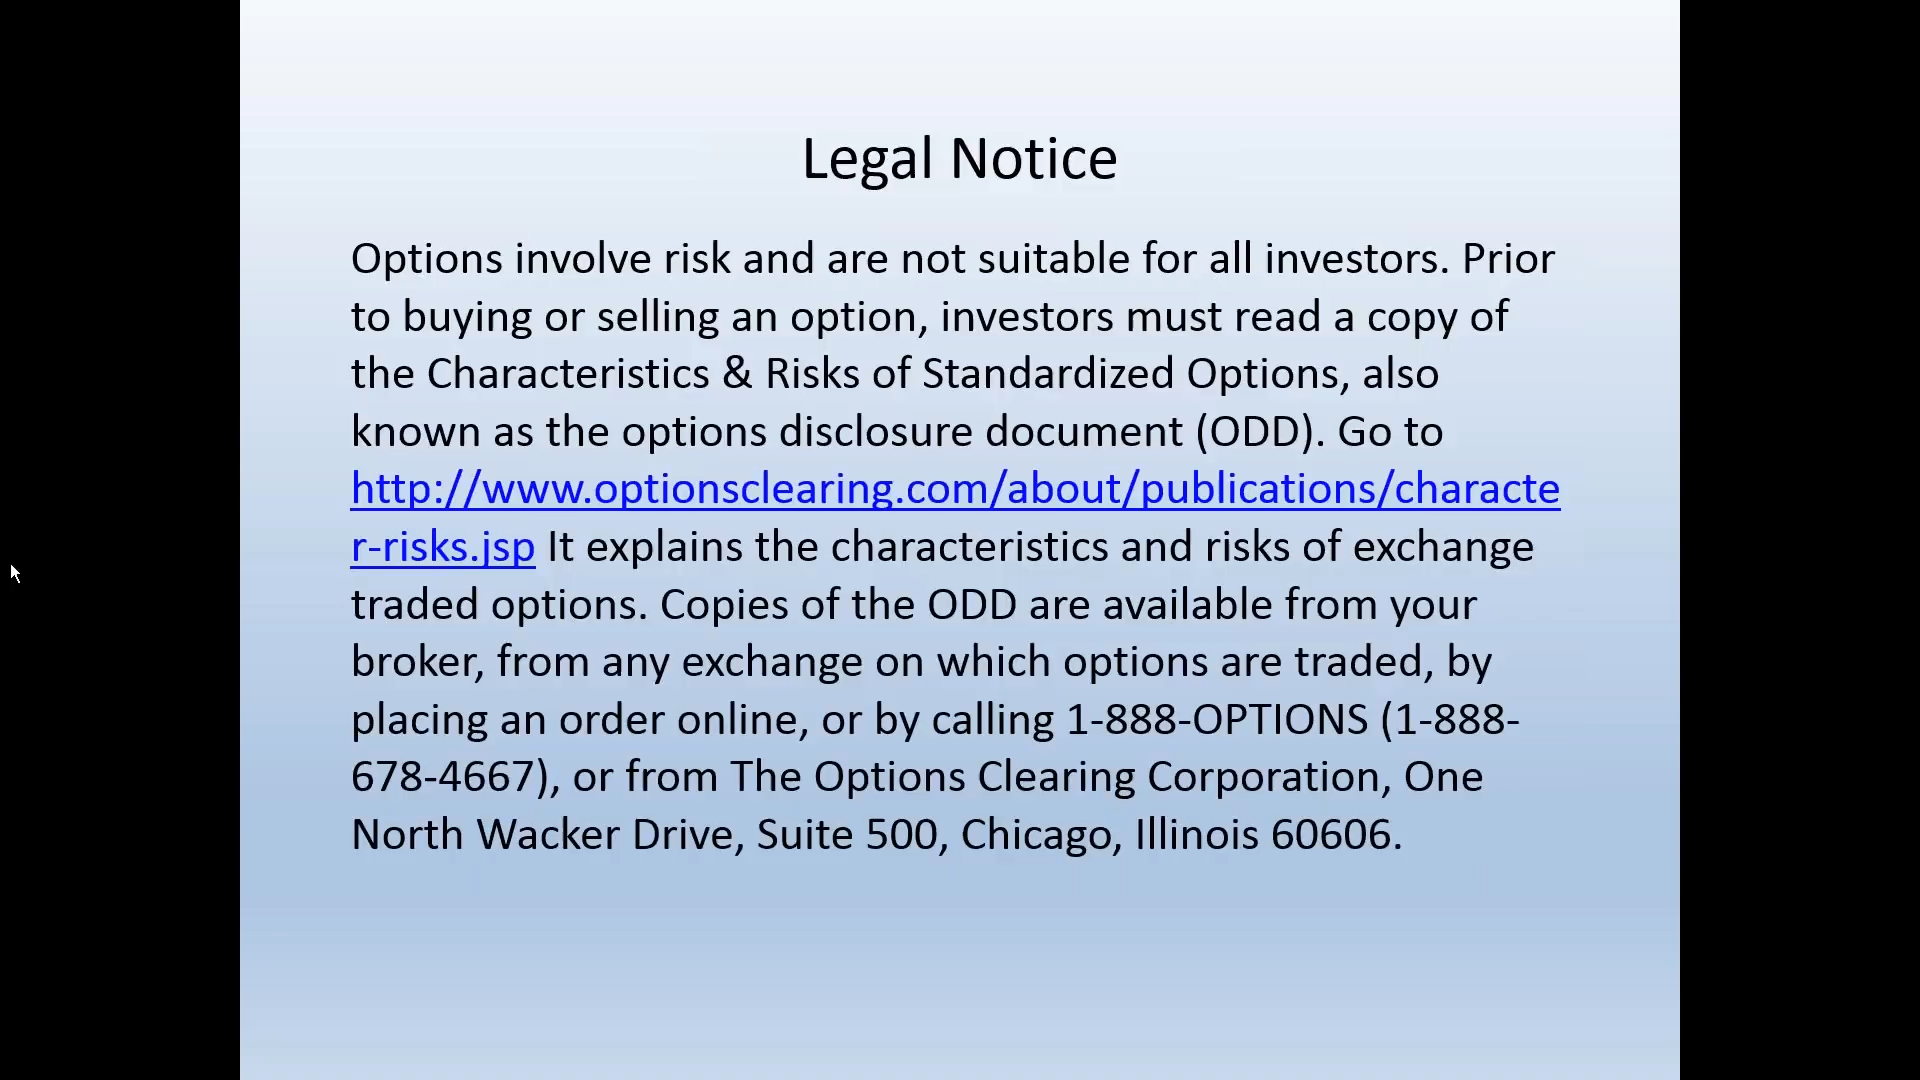 Legal Notice
Options involve risk and are not suitable for all investors. Prior
to buying or selling an option, investors must read a copy of
the Characteristics & Risks of Standardized Options, also
known as the options disclosure document (ODD). Go to
http://www.optionsclearing.com/about/publications/characte
r-risks.jsp It explains the characteristics and risks of exchange
traded options. Copies of the ODD are available from your
broker, from any exchange on which options are traded, by
placing an order online, or by calling 1-888-OPTIONS (1-888-
678-4667), or from The Options Clearing Corporation, One
North Wacker Drive, Suite 500, Chicago, Illinois 60606.